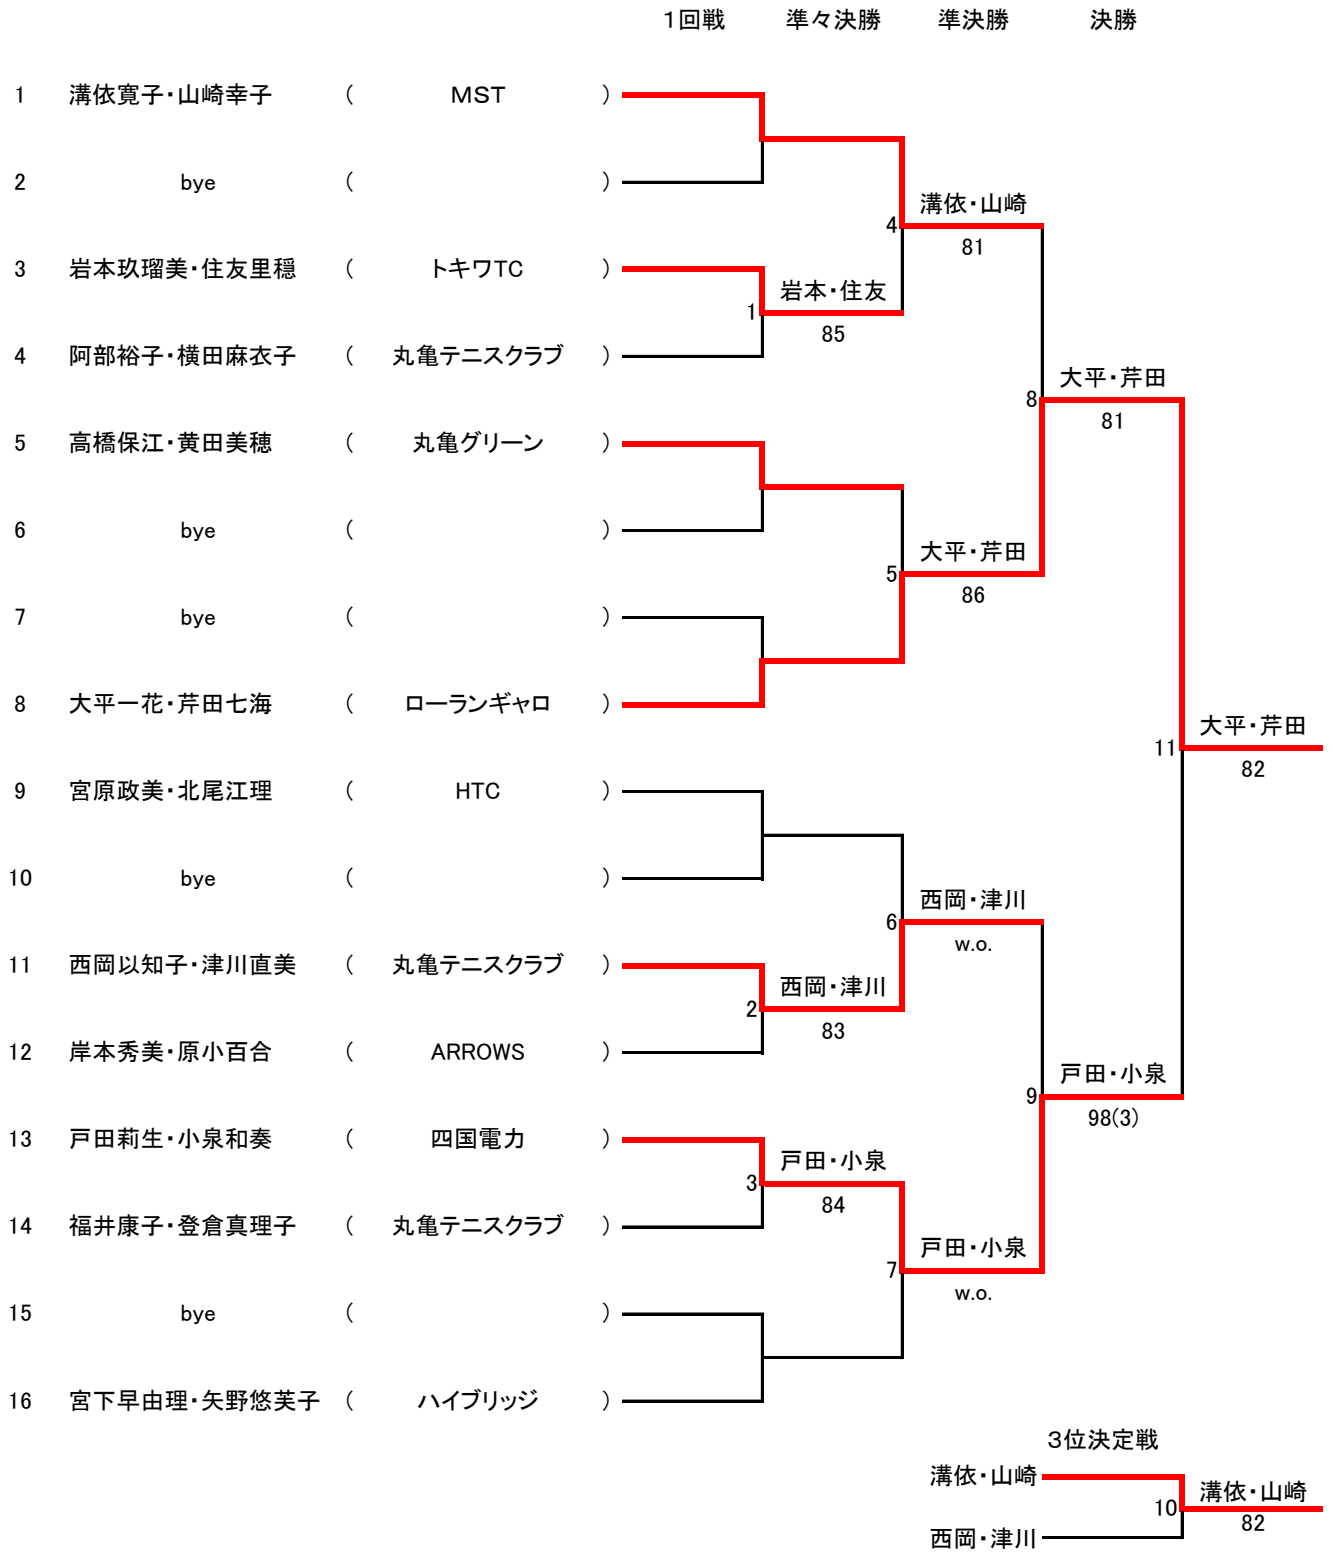 １回戦 準々決勝 準決勝 決勝
1 溝依寛子・山崎幸子 ( MST )
2 bye ( )
溝依・山崎
4
81
3 岩本玖瑠美・住友里穏 ( トキワTC )
岩本・住友
1
85
4 阿部裕子・横田麻衣子 ( 丸亀テニスクラブ )
大平・芹田
8
81
5 高橋保江・黄田美穂 ( 丸亀グリーン )
6 bye ( )
大平・芹田
5
86
7 bye ( )
8 大平一花・芹田七海 ( ローランギャロ )
大平・芹田
11
82
9 宮原政美・北尾江理 ( HTC )
10 bye ( )
西岡・津川
6
w.o.
11 西岡以知子・津川直美 ( 丸亀テニスクラブ )
西岡・津川
2
83
12 岸本秀美・原小百合 ( ARROWS )
戸田・小泉
9
98(3)
13 戸田莉生・小泉和奏 ( 四国電力 )
戸田・小泉
3
84
14 福井康子・登倉真理子 ( 丸亀テニスクラブ )
戸田・小泉
7
w.o.
15 bye ( )
16 宮下早由理・矢野悠芙子 ( ハイブリッジ )
３位決定戦
溝依・山崎
溝依・山崎
10
82
西岡・津川